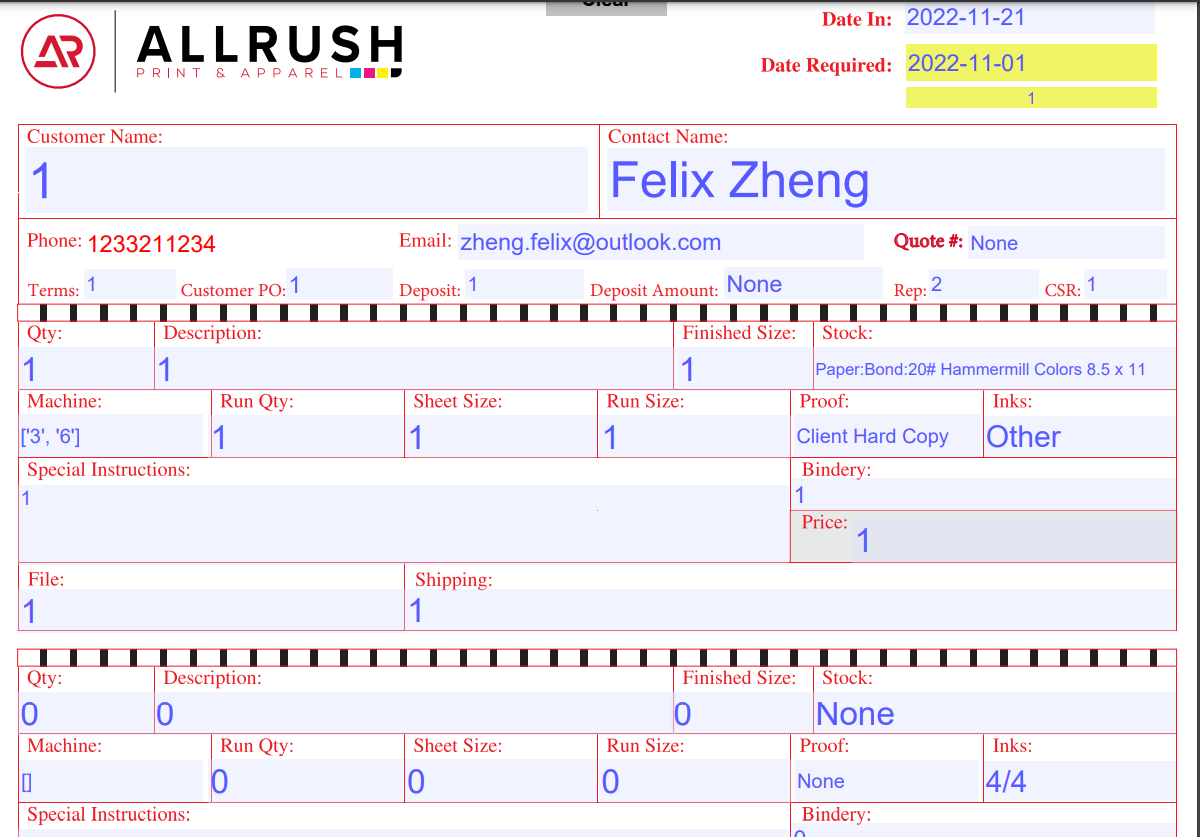 Clear
Date In: 2022-11-21
AR ALLRUSH
PRINT & APPAREL
Date Required: 2022-11-01
1
Customer Name: Contact Name:
1 Felix Zheng
Phone: 1233211234 Email: zheng.felix@outlook.com Quote #: None
Terms: 1 Customer PO: 1 Deposit: 1 Deposit Amount: None Rep: 2 CSR: 1
Qty: Description: Finished Size: Stock:
1 1 1 Paper:Bond:20# Hammermill Colors 8.5 x 11
Machine: Run Qty: Sheet Size: Run Size: Proof: Inks:
['3', '6'] 1 1 1 Client Hard Copy Other
Special Instructions: Bindery:
1 1
Price: 1
File: Shipping:
1 1
Qty: Description: Finished Size: Stock:
0 0 0 None
Machine: Run Qty: Sheet Size: Run Size: Proof: Inks:
[] 0 0 0 None 4/4
Special Instructions: Bindery:
0